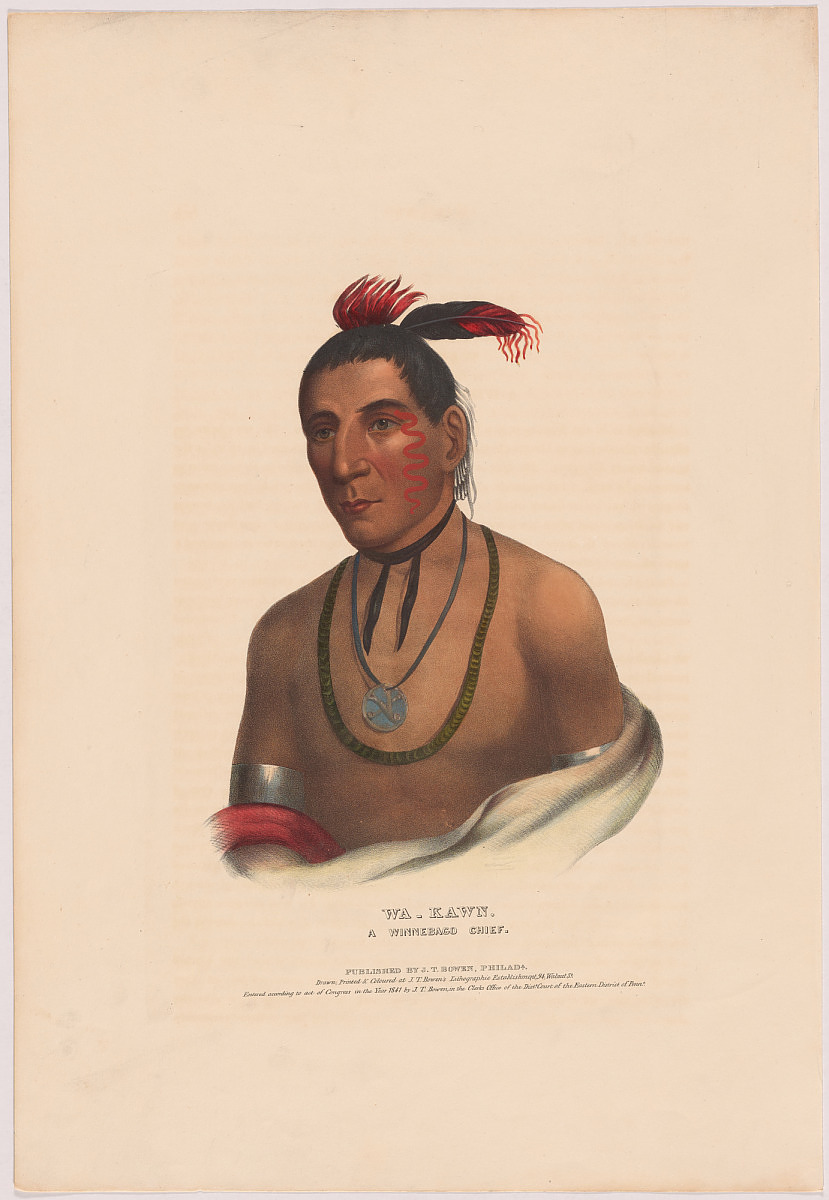 WA - KAWN.
A WINNEBAGO CHIEF.
PUBLISHED BY J. T. BOWEN, PHILADA.
Drawn, Printed & Coloured at J. T. Bowen's Lithographic Establishment, 94, Walnut St.
Entered according to act of Congress in the Year 1841 by J. T. Bowen, in the Clerks Office of the Dist. Court of the Eastern District of Penna.